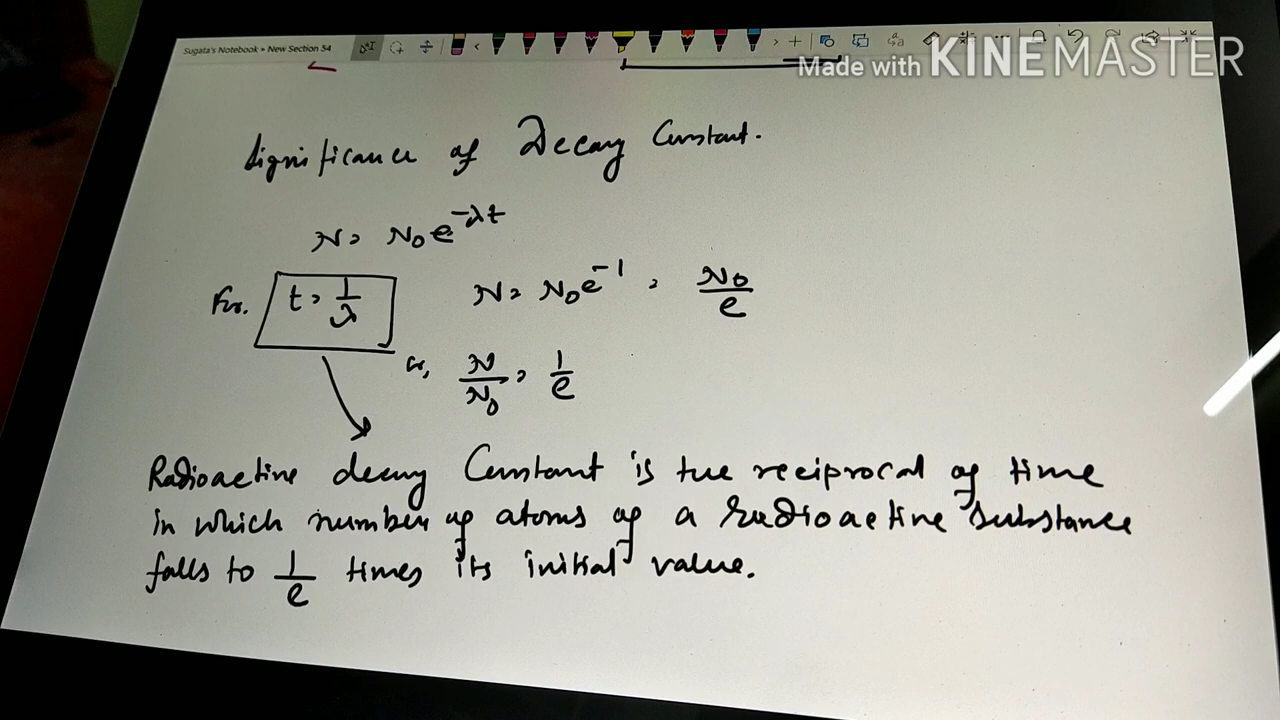 Sugata's Notebook » New Section 54
Made with KINEMASTER
Significance of Decay Constant.
N = N₀e^-λt
For. t = 1/λ N = N₀e^-1 = N₀/e
or, N/N₀ = 1/e
Radioactive decay Constant is the reciprocal of time
in which number of atoms of a radioactive substance
falls to 1/e times its initial value.